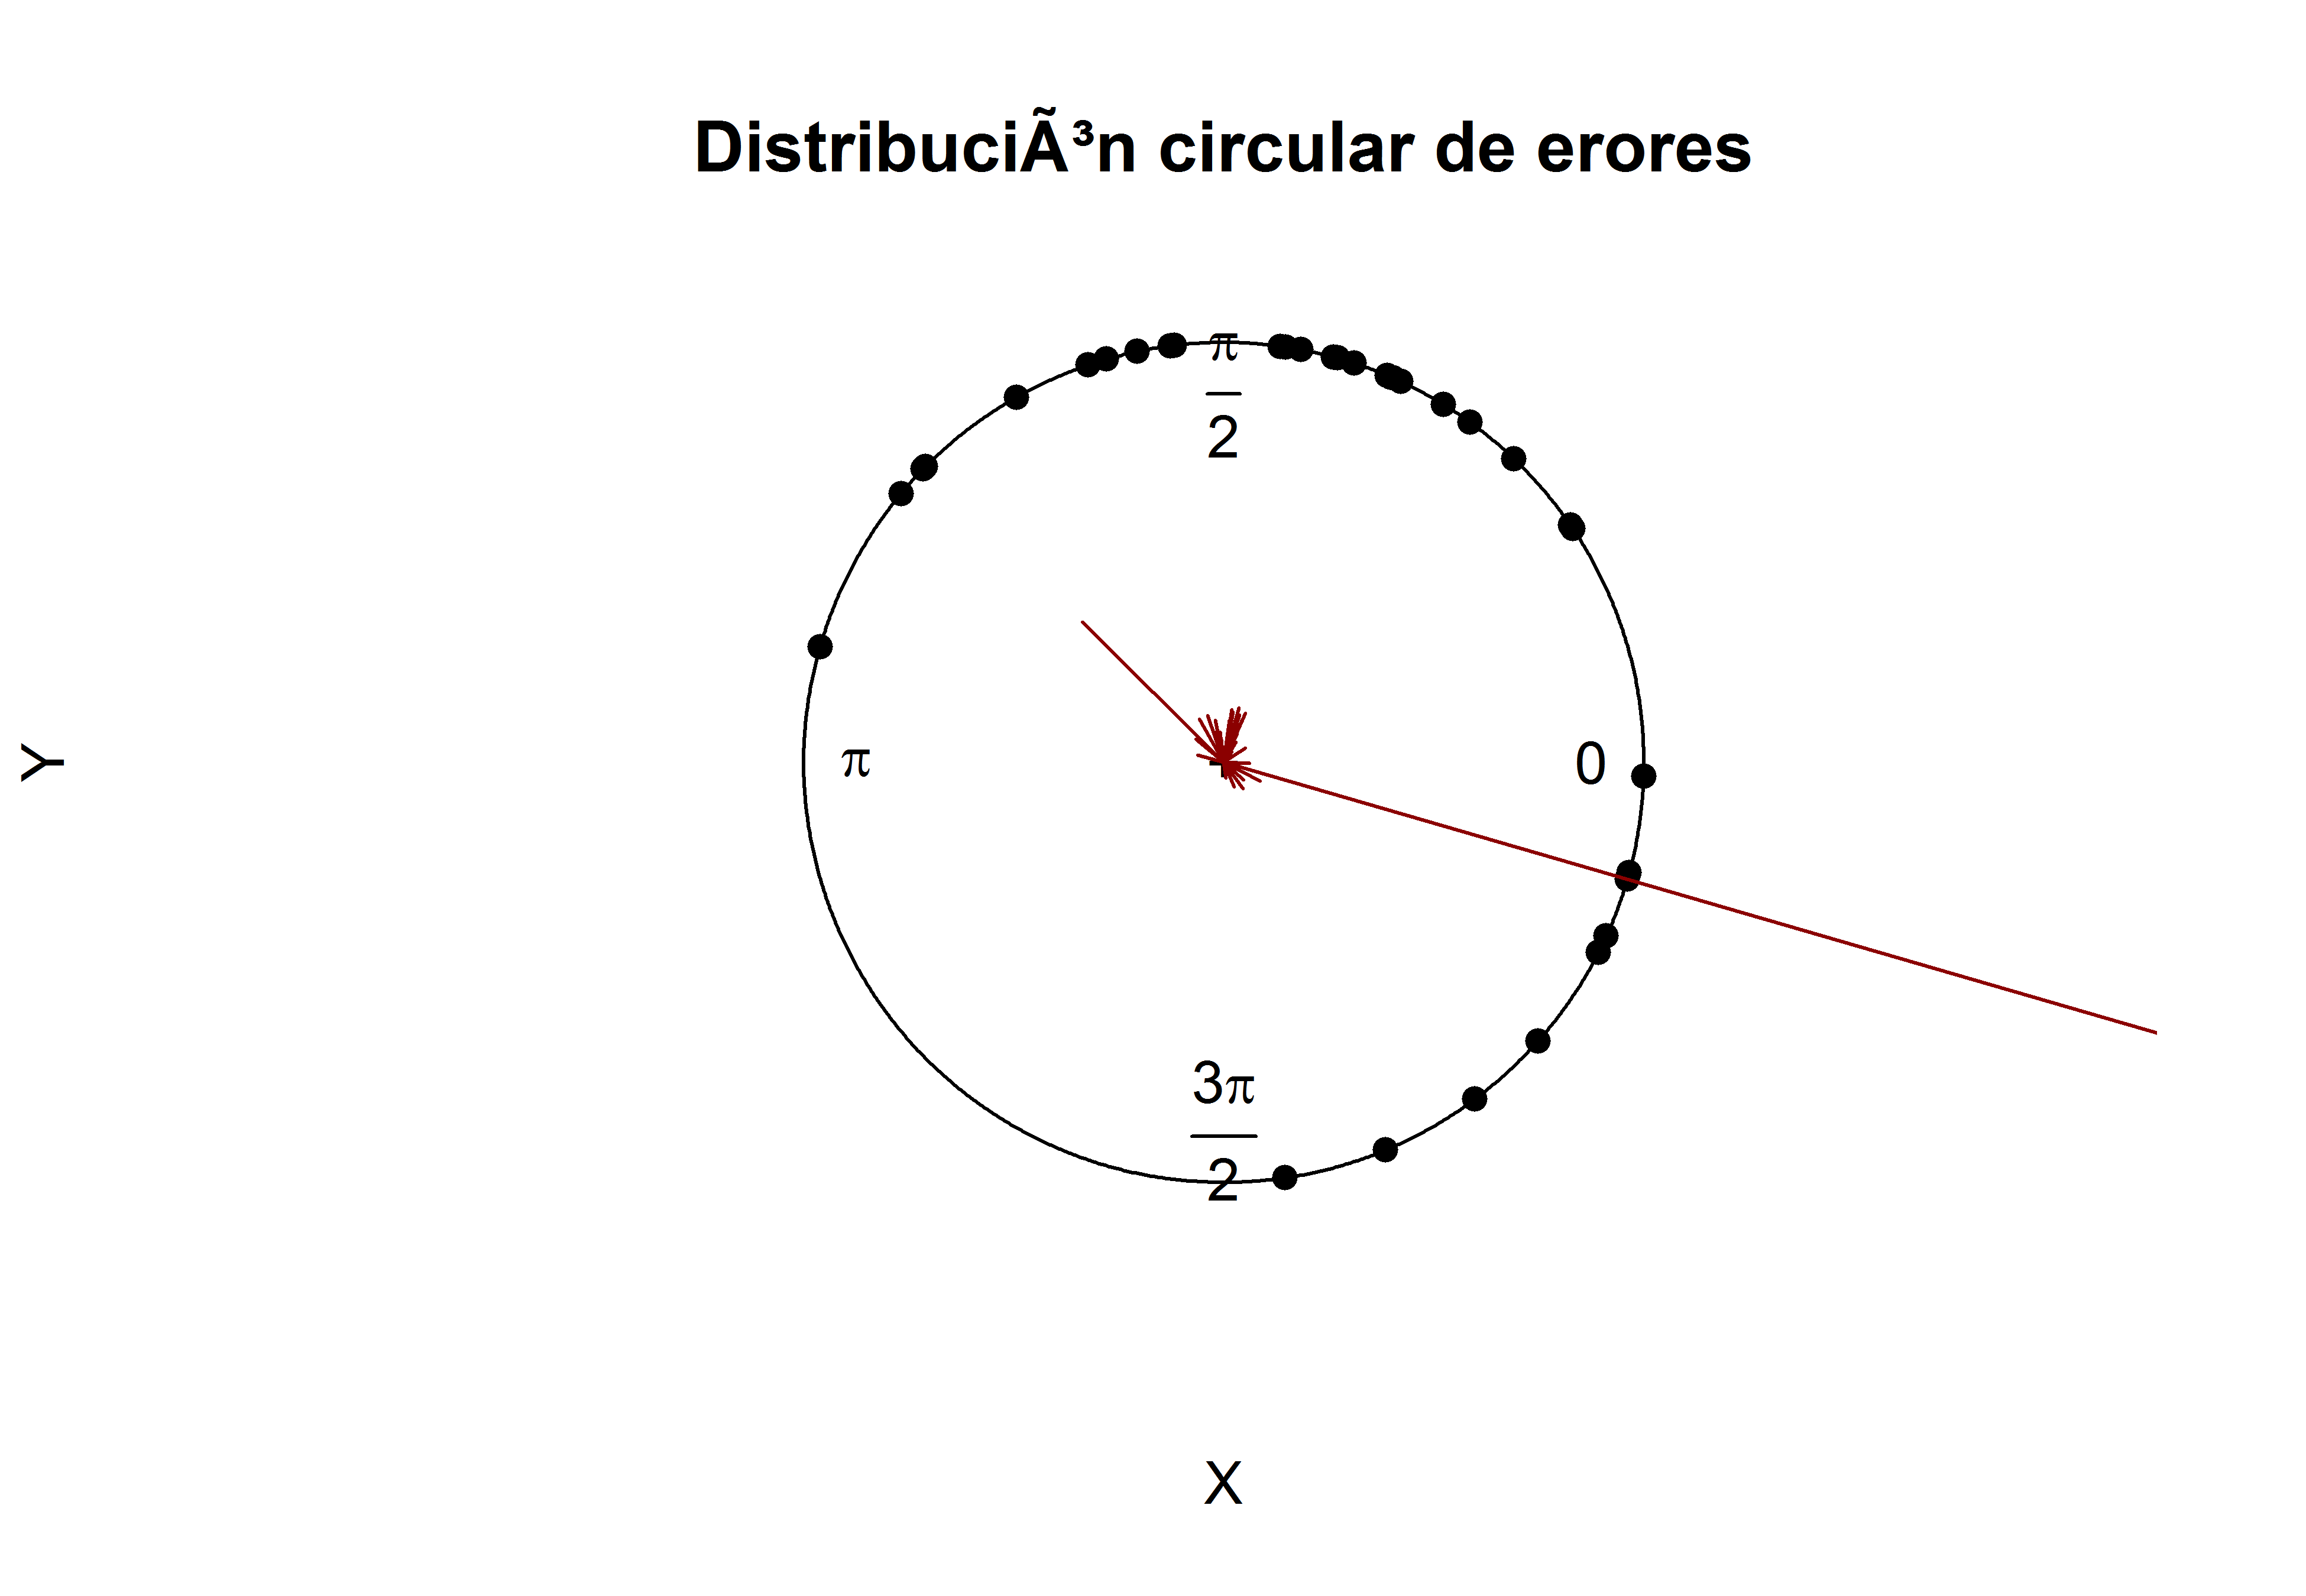 DistribuciÃ³n circular de erores
π
2
Y
π
0
3π
2
X